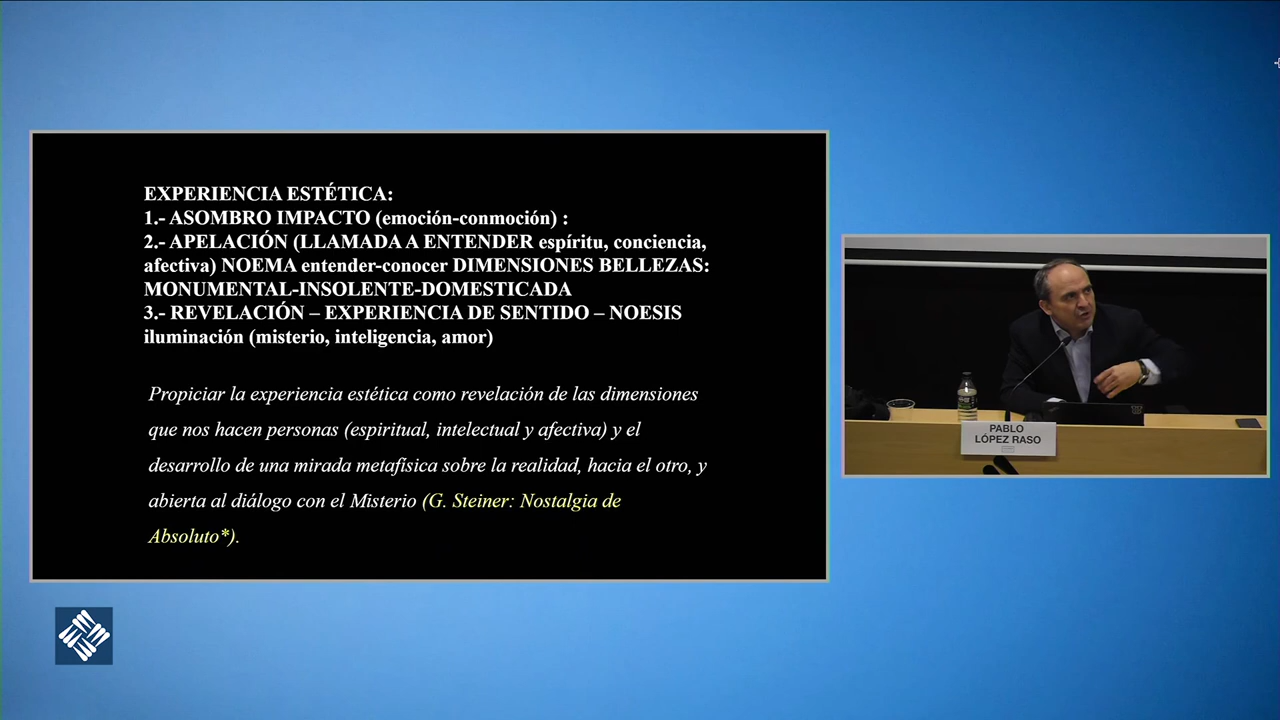 EXPERIENCIA ESTÉTICA:
1.- ASOMBRO IMPACTO (emoción-conmoción) :
2.- APELACIÓN (LLAMADA A ENTENDER espíritu, conciencia,
afectiva) NOEMA entender-conocer DIMENSIONES BELLEZAS:
MONUMENTAL-INSOLENTE-DOMESTICADA
3.- REVELACIÓN – EXPERIENCIA DE SENTIDO – NOESIS
iluminación (misterio, inteligencia, amor)
Propiciar la experiencia estética como revelación de las dimensiones
que nos hacen personas (espiritual, intelectual y afectiva) y el
desarrollo de una mirada metafísica sobre la realidad, hacia el otro, y
abierta al diálogo con el Misterio (G. Steiner: Nostalgia de
Absoluto*).
PABLO
LÓPEZ RASO